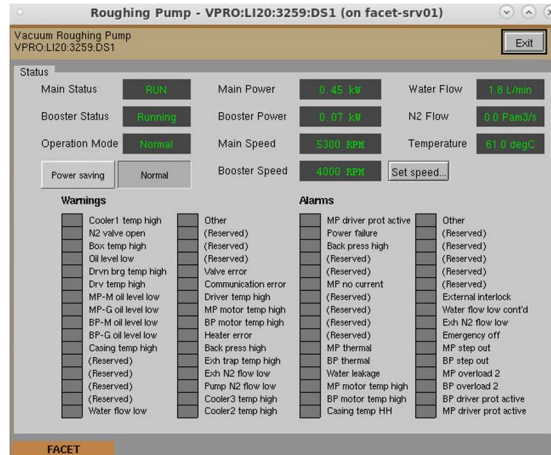 Roughing Pump - VPRO:LI20:3259:DS1 (on facet-srv01)
Vacuum Roughing Pump
VPRO:LI20:3259:DS1
Exit
Status
Main Status RUN Main Power 0.45 kW Water Flow 1.8 L/min
Booster Status Running Booster Power 0.07 kW N2 Flow 0.0 Pam3/s
Operation Mode Normal Main Speed 5300 RPM Temperature 61.0 degC
Power saving Normal Booster Speed 4000 RPM Set speed...
Warnings Alarms
Cooler1 temp high Other MP driver prot active Other
N2 valve open (Reserved) Power failure (Reserved)
Box temp high (Reserved) Back press high (Reserved)
Oil level low (Reserved) (Reserved) (Reserved)
Drvn brg temp high Valve error (Reserved) (Reserved)
Drv temp high Communication error MP no current (Reserved)
MP-M oil level low Driver temp high (Reserved) External interlock
MP-G oil level low MP motor temp high (Reserved) Water flow low cont'd
BP-M oil level low BP motor temp high (Reserved) Exh N2 flow low
BP-G oil level low Heater error (Reserved) Emergency off
Casing temp high Back press high MP thermal MP step out
(Reserved) Exh trap temp high BP thermal BP step out
(Reserved) Exh N2 flow low Water leakage MP overload 2
(Reserved) Pump N2 flow low MP motor temp high BP overload 2
(Reserved) Cooler3 temp high BP motor temp high BP driver prot active
Water flow low Cooler2 temp high Casing temp HH MP driver prot active
FACET